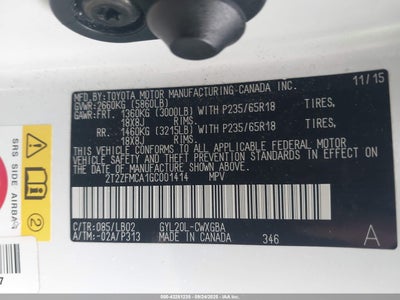 MFD BY:TOYOTA MOTOR MANUFACTURING-CANADA INC. 11/15
GVWR:2660KG (5860LB)
GAWR:FRT. 1360KG (3000LB) WITH P235/65R18 TIRES,
18X8J
RR. 1460KG (3215LB) WITH P235/65R18 TIRES,
18X8J
THIS VEHICLE CONFORMS TO ALL APPLICABLE FEDERAL MOTOR
VEHICLE SAFETY AND THEFT PREVENTION STANDARDS IN EFFECT
ON THE DATE OF MANUFACTURE SHOWN ABOVE.
2T2ZFMCA1GC001414 MPV
C/TR:085/LB02 GYL20L-CWXGBA
A/TM:-02A/P313 MADE IN CANADA 346 A
SRS SIDE AIRBA
2
7